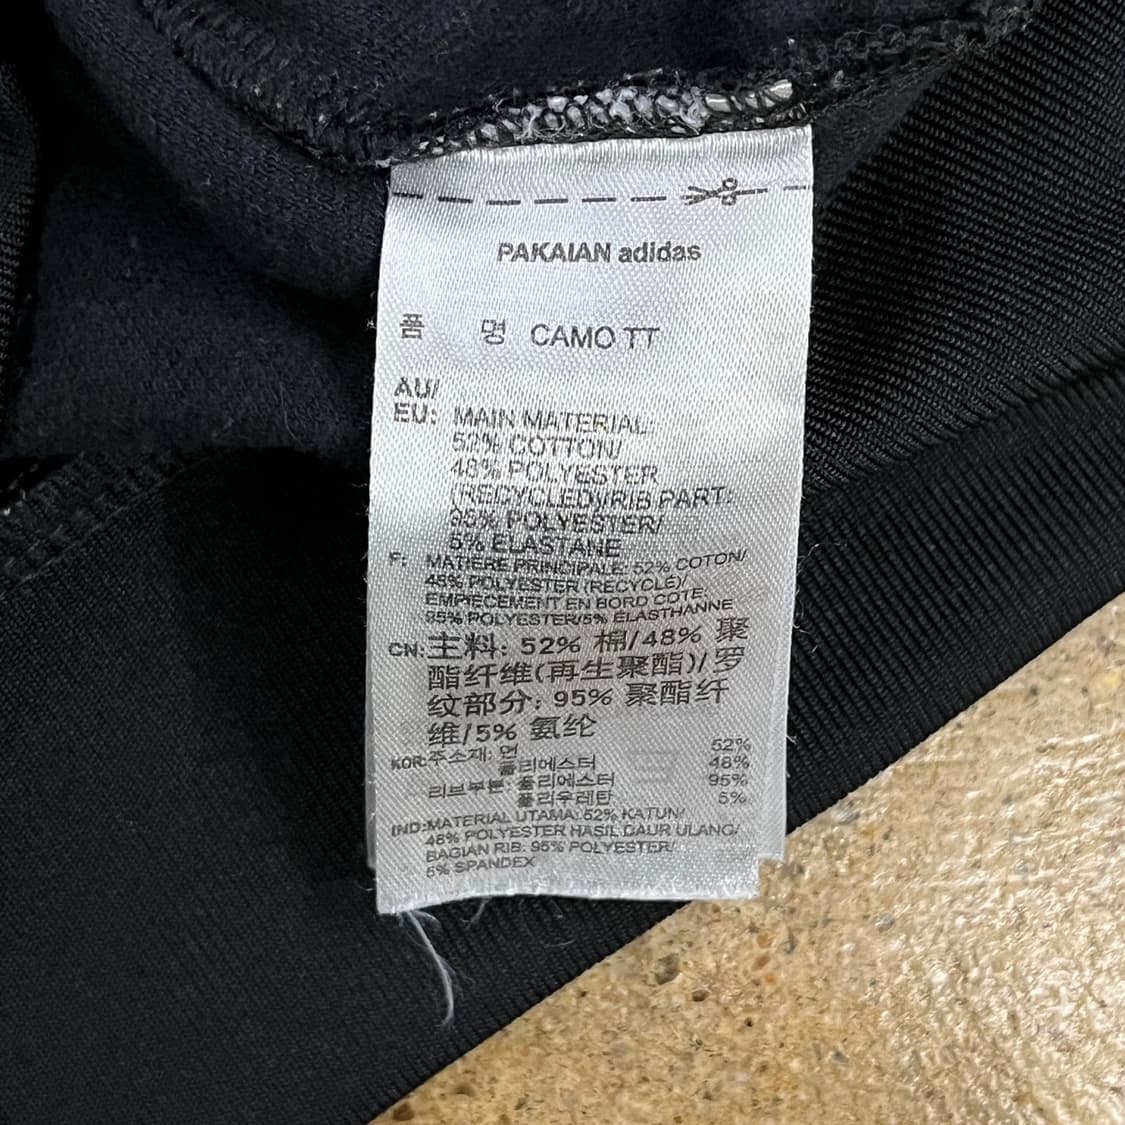 PAKAIAN adidas
품 명 CAMO TT
AU/
EU: MAIN MATERIAL:
52% COTTON/
48% POLYESTER
(RECYCLED)//RIB PART:
95% POLYESTER/
5% ELASTANE
F: MATIERE PRINCIPALE: 52% COTON/
48% POLYESTER (RECYCLE)/
EMPIECEMENT EN BORD COTE:
95% POLYESTER/5% ELASTHANNE
CN: 主料: 52% 棉/48% 聚
酯纤维(再生聚酯)/罗
纹部分: 95% 聚酯纤
维/5% 氨纶
KOR: 주소재: 면 52%
폴리에스터 48%
리브부분: 폴리에스터 95%
폴리우레탄 5%
IND: MATERIAL UTAMA: 52% KATUN/
48% POLYESTER HASIL DAUR ULANG/
BAGIAN RIB: 95% POLYESTER/
5% SPANDEX